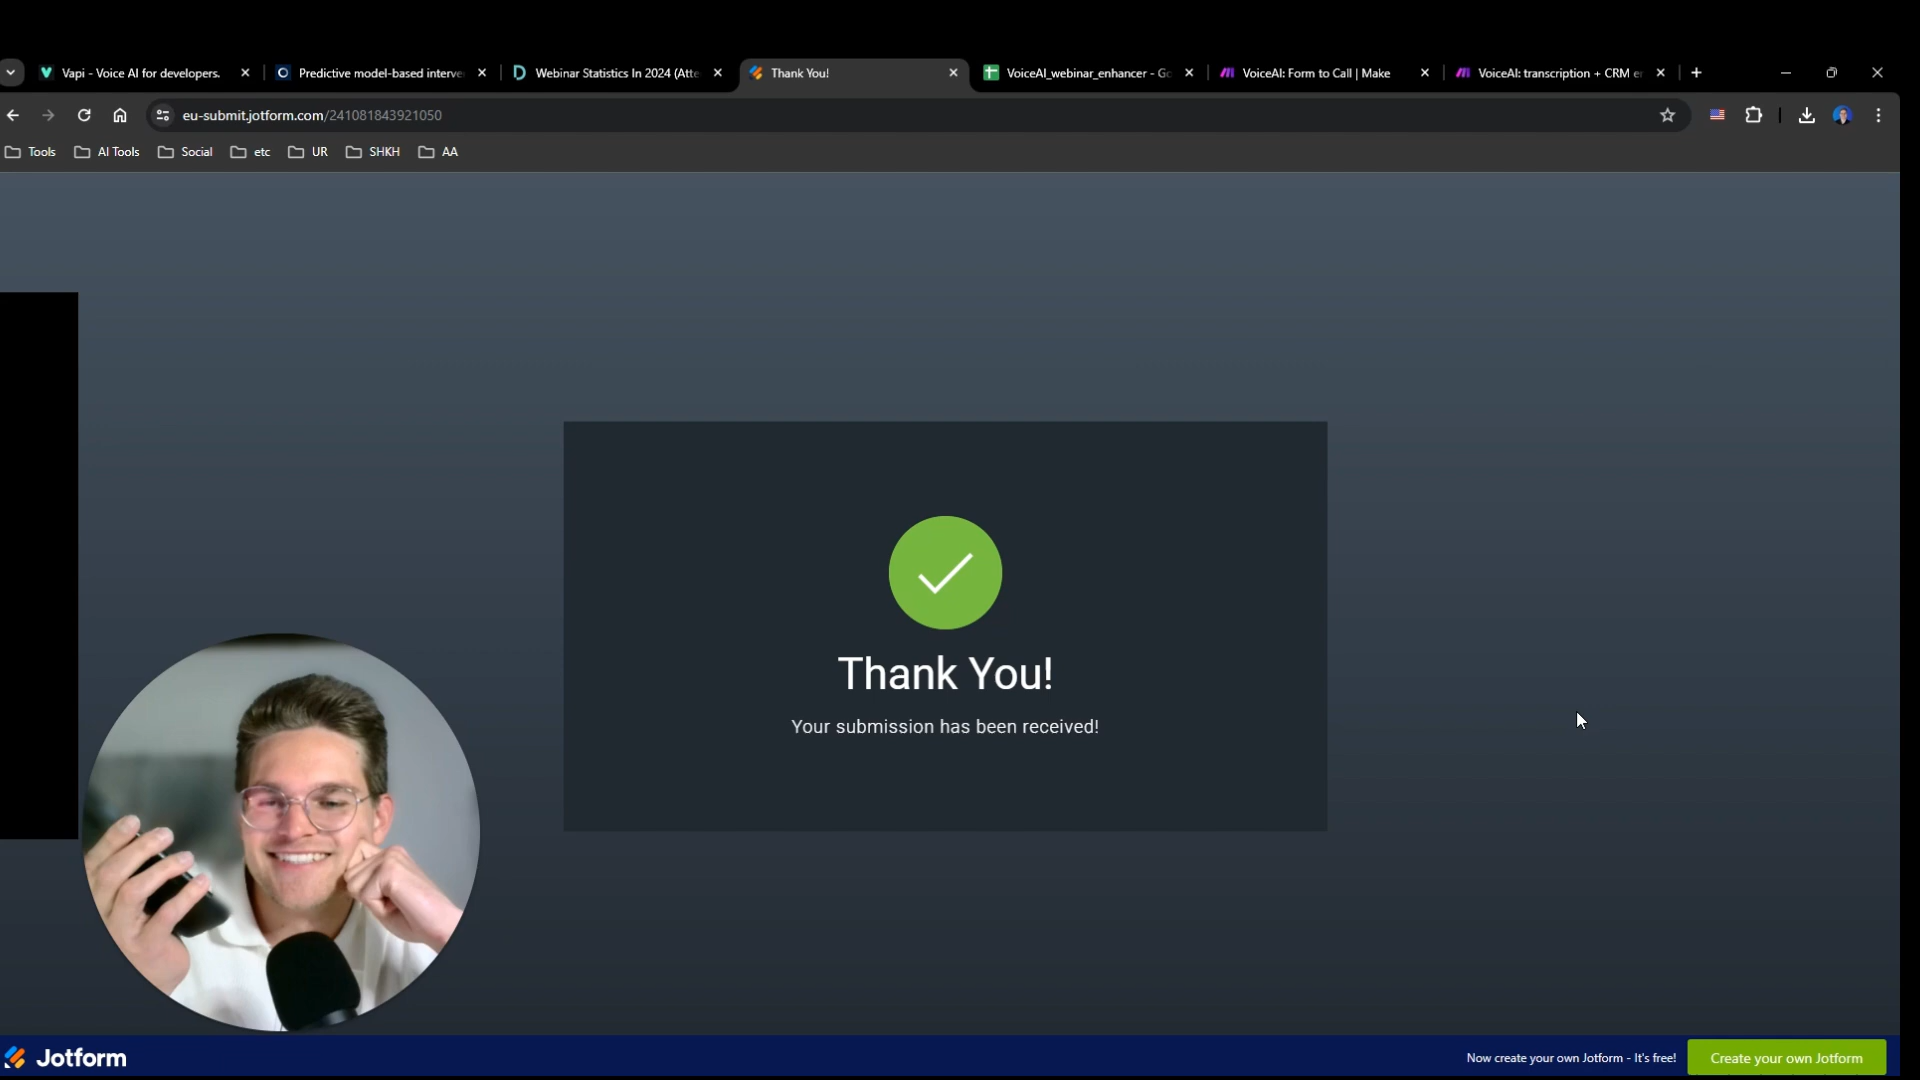 Vapi - Voice AI for developers.
Predictive model-based interve
Webinar Statistics In 2024 (Atte
Thank You!
VoiceAI_webinar_enhancer - Go
VoiceAI: Form to Call | Make
VoiceAI: transcription + CRM e
eu-submit.jotform.com/241081843921050
Tools
AI Tools
Social
etc
UR
SHKH
AA
Thank You!
Your submission has been received!
Jotform
Now create your own Jotform - It's free!
Create your own Jotform